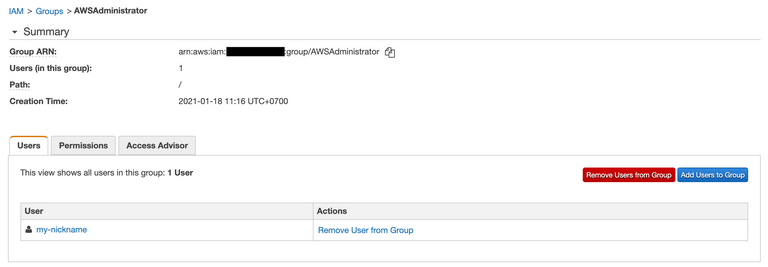 IAM > Groups > AWSAdministrator
Summary
Group ARN: arn:aws:iam: :group/AWSAdministrator
Users (in this group): 1
Path: /
Creation Time: 2021-01-18 11:16 UTC+0700
Users Permissions Access Advisor
This view shows all users in this group: 1 User Remove Users from Group Add Users to Group
User Actions
my-nickname Remove User from Group